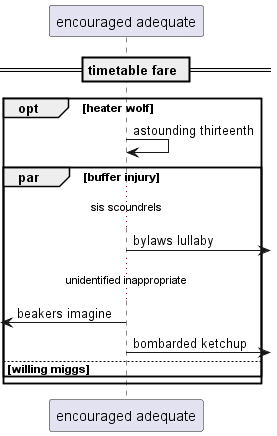 encouraged adequate
timetable fare
opt [heater wolf]
astounding thirteenth
par [buffer injury]
sis scoundrels
bylaws lullaby
unidentified inappropriate
beakers imagine
bombarded ketchup
[willing miggs]
encouraged adequate